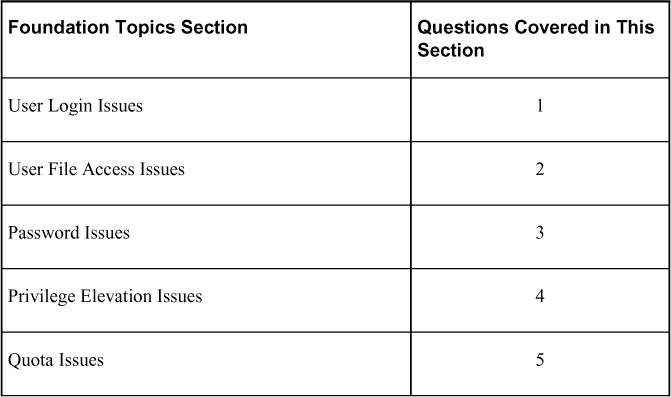 Foundation Topics Section
Questions Covered in This
Section
User Login Issues
1
User File Access Issues
2
Password Issues
3
Privilege Elevation Issues
4
Quota Issues
5